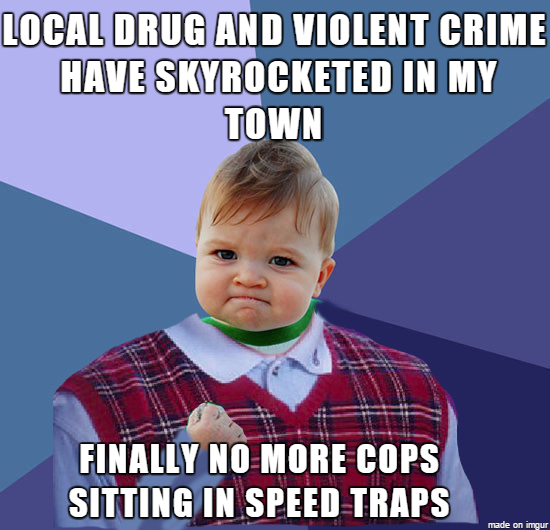 LOCAL DRUG AND VIOLENT CRIME
HAVE SKYROCKETED IN MY
TOWN
FINALLY NO MORE COPS
SITTING IN SPEED TRAPS
made on imgur